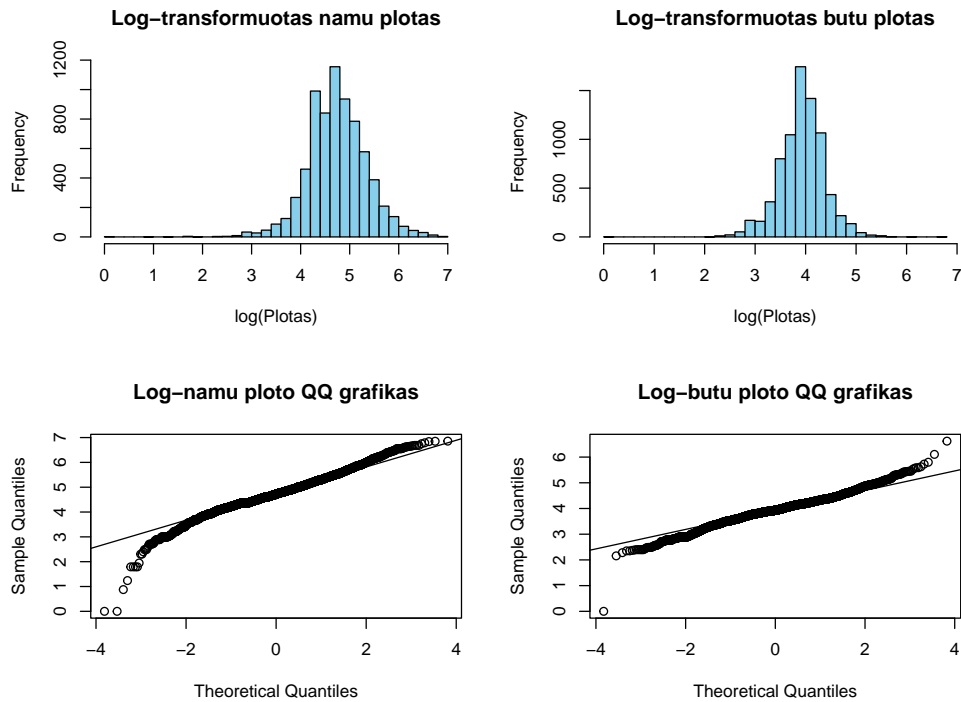 Log−transformuotas namu plotas
Frequency
0 400 800 1200
0 1 2 3 4 5 6 7
log(Plotas)
Log−transformuotas butu plotas
Frequency
0 500 1000
0 1 2 3 4 5 6 7
log(Plotas)
Log−namu ploto QQ grafikas
Sample Quantiles
0 1 2 3 4 5 6 7
−4 −2 0 2 4
Theoretical Quantiles
Log−butu ploto QQ grafikas
Sample Quantiles
0 1 2 3 4 5 6
−4 −2 0 2 4
Theoretical Quantiles